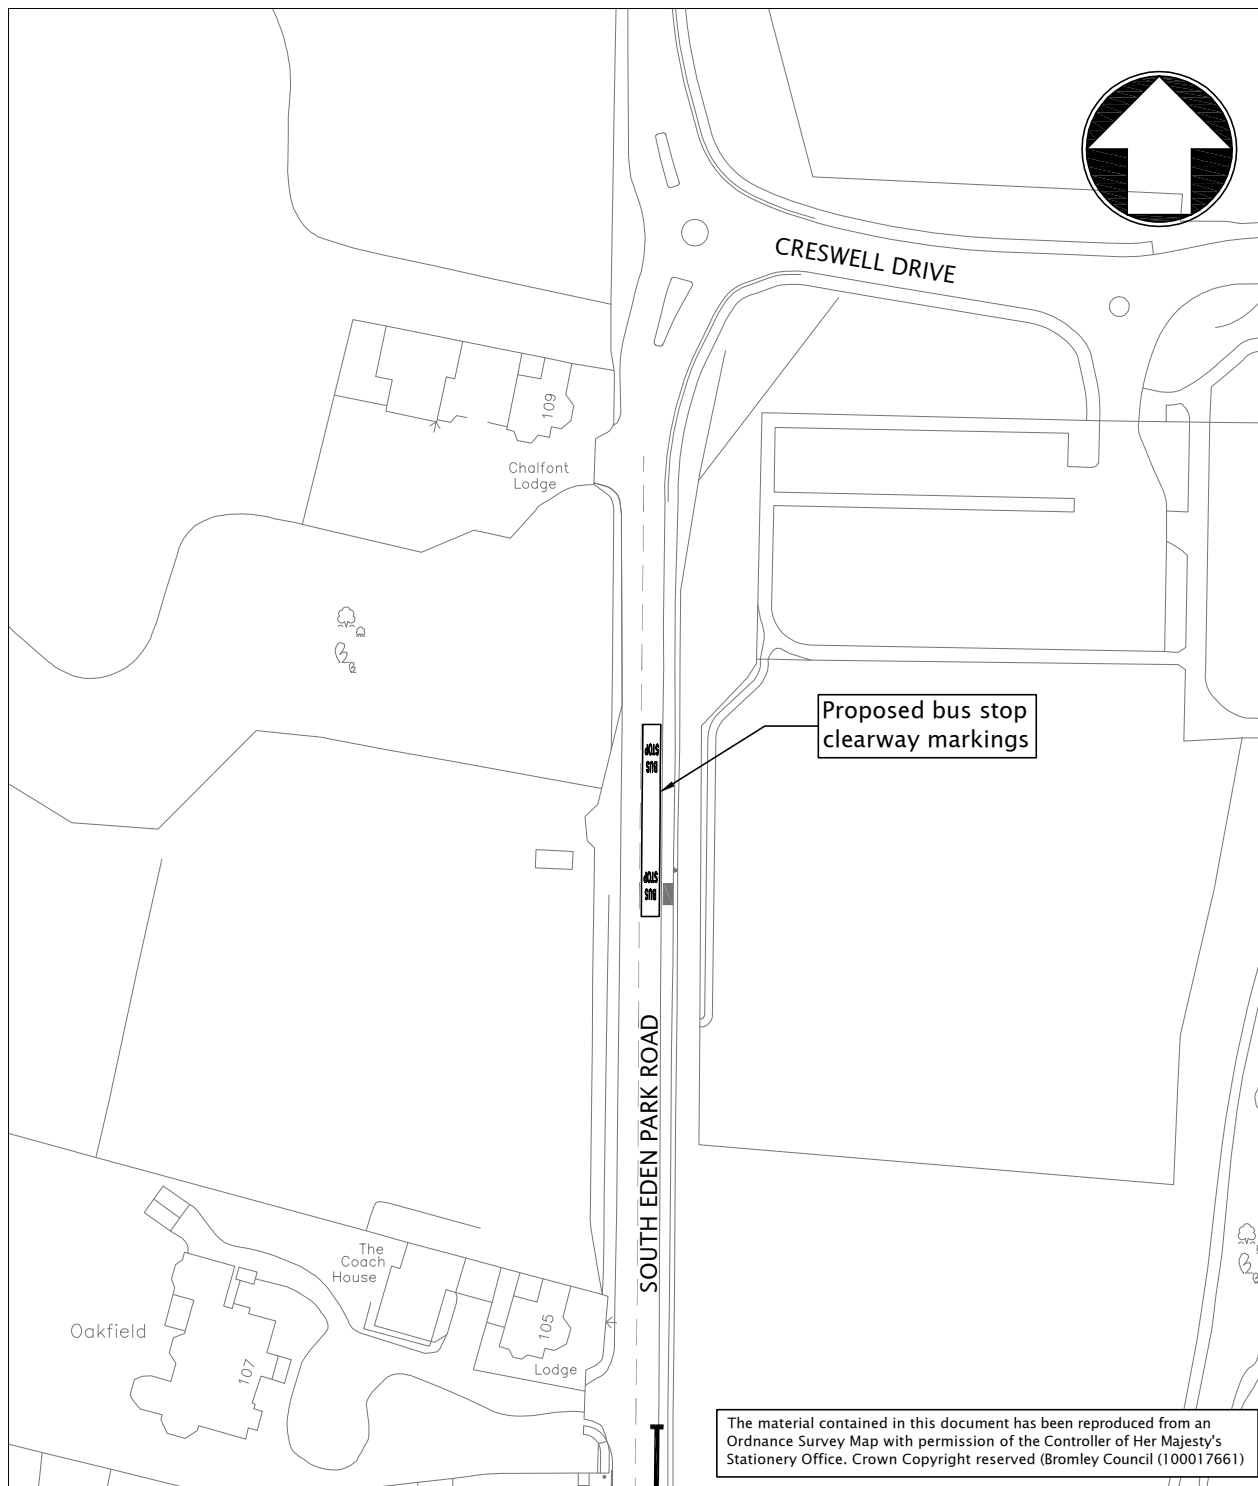 CRESWELL DRIVE
109
Chalfont
Lodge
Proposed bus stop
clearway markings
BUS
STOP
BUS
STOP
SOUTH EDEN PARK ROAD
The
Coach
House
Oakfield
107
105
Lodge
The material contained in this document has been reproduced from an
Ordnance Survey Map with permission of the Controller of Her Majesty's
Stationery Office. Crown Copyright reserved (Bromley Council (100017661)